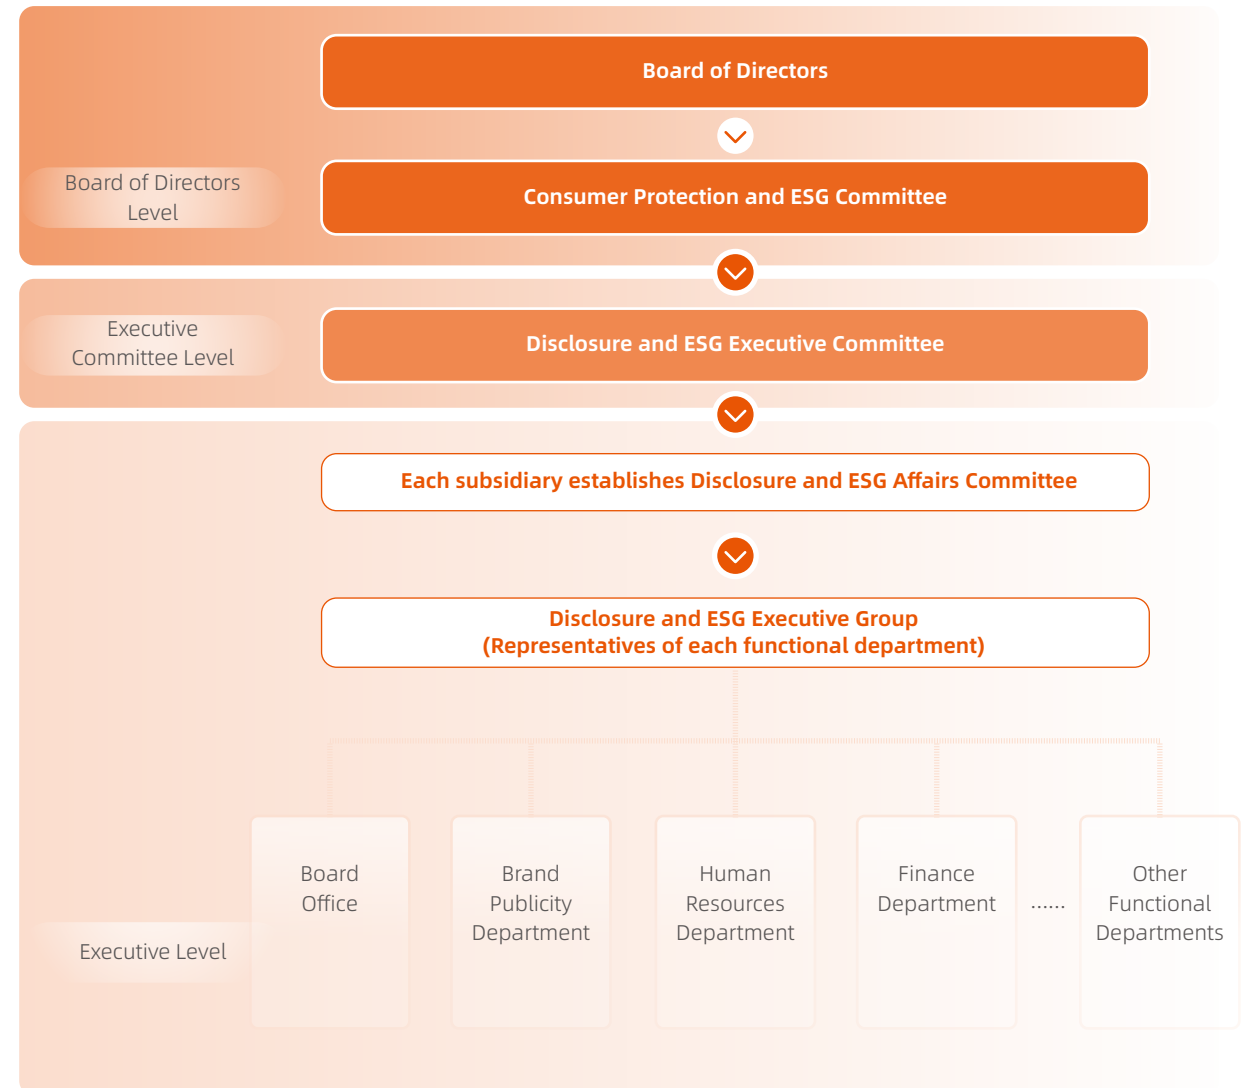 Board of Directors
Board of Directors
Level
Consumer Protection and ESG Committee
Executive
Committee Level
Disclosure and ESG Executive Committee
Each subsidiary establishes Disclosure and ESG Affairs Committee
Disclosure and ESG Executive Group
(Representatives of each functional department)
Executive Level
Board
Office
Brand
Publicity
Department
Human
Resources
Department
Finance
Department
......
Other
Functional
Departments